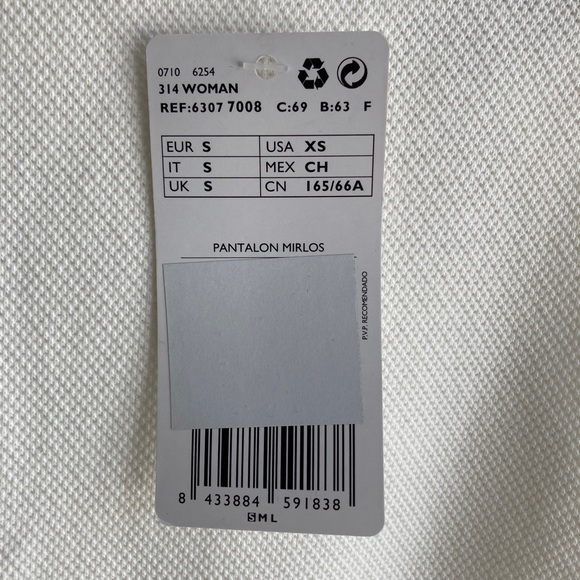 0710 6254
314 WOMAN
REF:6307 7008 C:69 B:63 F
EUR S USA XS
IT S MEX CH
UK S CN 165/66A
PANTALON MIRLOS
P.V.P. RECOMENDADO
8 433884 591838
S M L